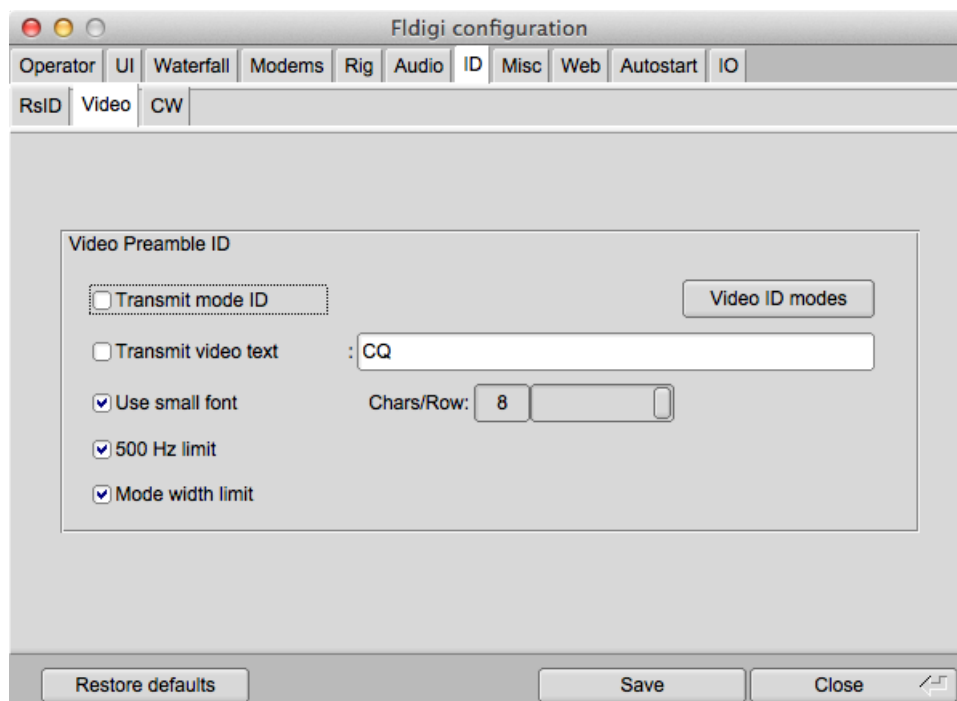 Fldigi configuration
Operator UI Waterfall Modems Rig Audio ID Misc Web Autostart IO
RsID Video CW
Video Preamble ID
Transmit mode ID Video ID modes
Transmit video text : CQ
Use small font Chars/Row: 8
500 Hz limit
Mode width limit
Restore defaults Save Close